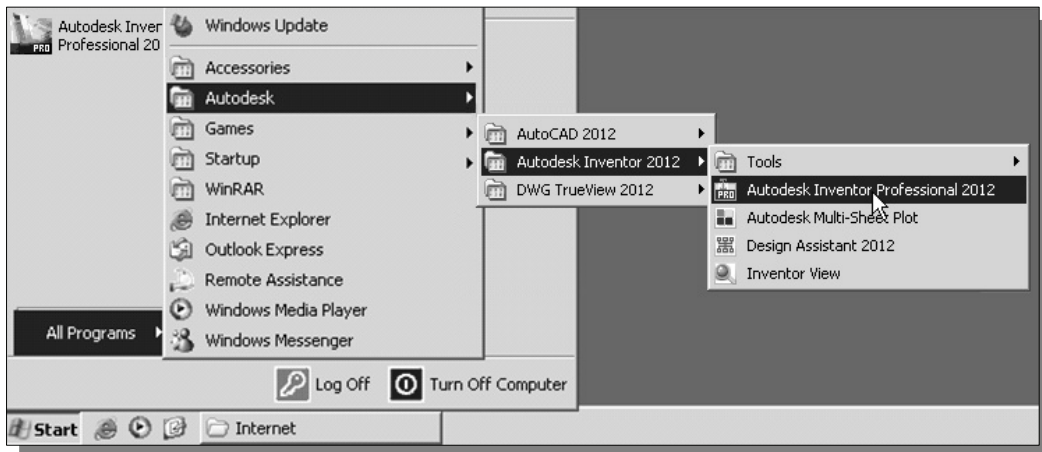 Autodesk Inver
Professional 20
PRO
Windows Update
Accessories
Autodesk
Games
Startup
WinRAR
Internet Explorer
Outlook Express
Remote Assistance
Windows Media Player
Windows Messenger
All Programs
AutoCAD 2012
Autodesk Inventor 2012
DWG TrueView 2012
Tools
PRO
Autodesk Inventor Professional 2012
Autodesk Multi-Sheet Plot
Design Assistant 2012
Inventor View
Log Off
Turn Off Computer
Start
Internet